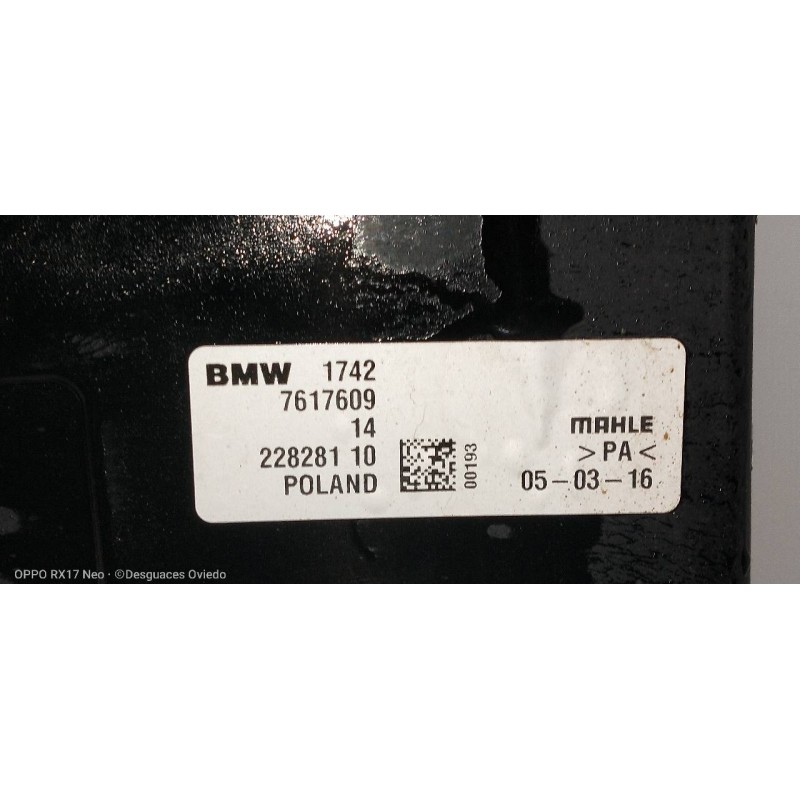 BMW 1742
7617609
14
228281 10
POLAND
00193
MAHLE
>PA<
05-03-16
OPPO RX17 Neo · ©Desguaces Oviedo